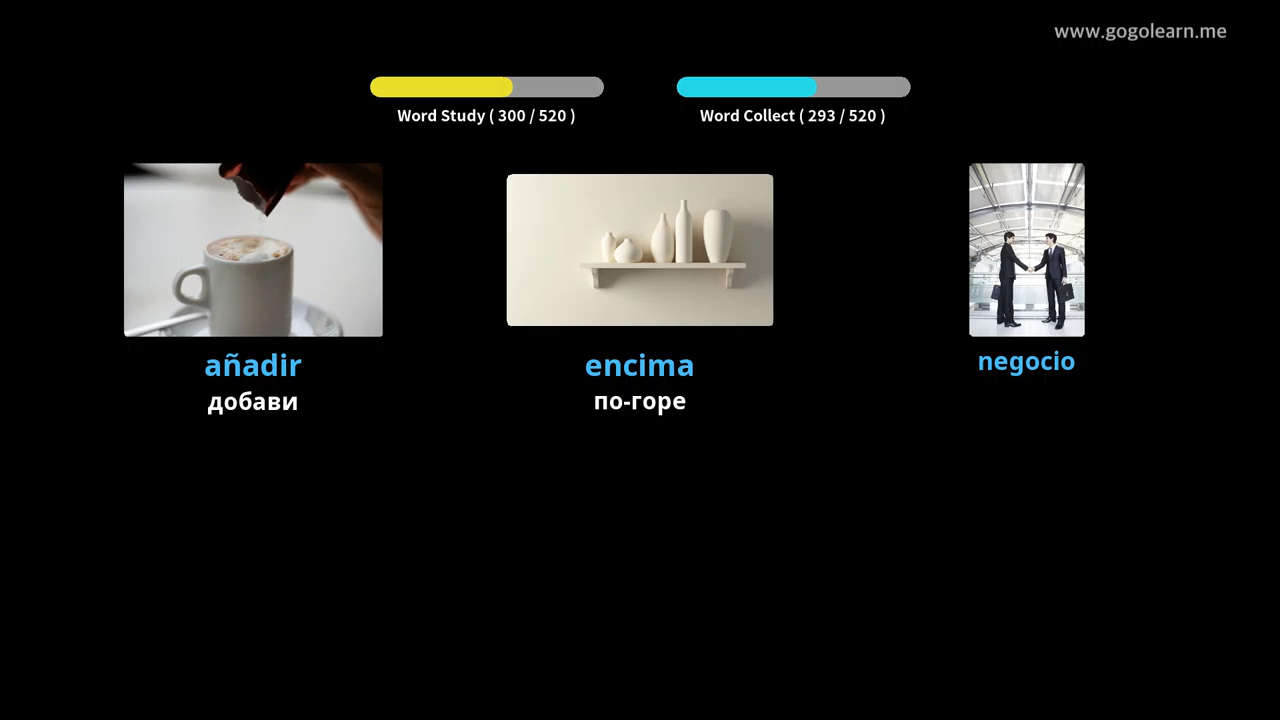 www.gogolearn.me
Word Study ( 300 / 520 )
Word Collect ( 293 / 520 )
añadir
добави
encima
по-горе
negocio